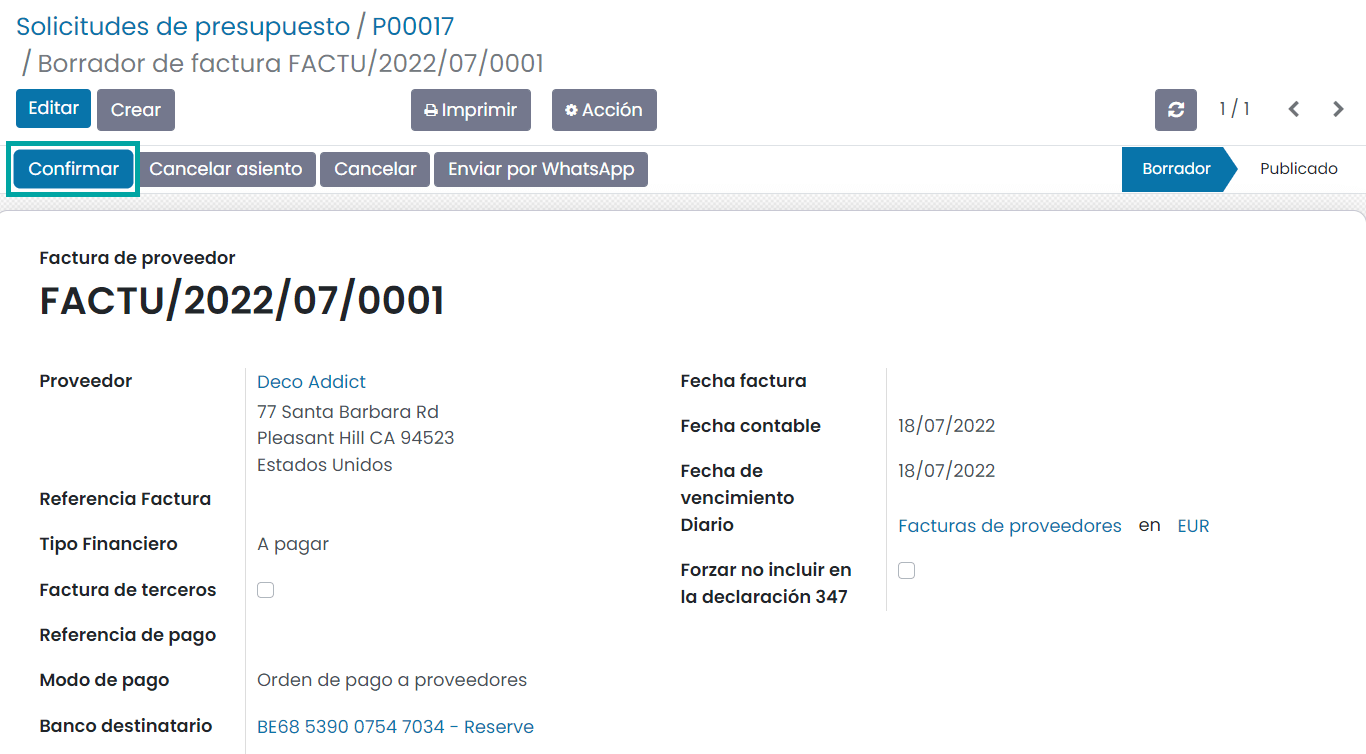 Solicitudes de presupuesto / P00017
/ Borrador de factura FACTU/2022/07/0001
Editar Crear Imprimir Acción 1 / 1
Confirmar Cancelar asiento Cancelar Enviar por WhatsApp Borrador Publicado
Factura de proveedor
FACTU/2022/07/0001
Proveedor Deco Addict
77 Santa Barbara Rd
Pleasant Hill CA 94523
Estados Unidos
Referencia Factura
Tipo Financiero A pagar
Factura de terceros
Referencia de pago
Modo de pago Orden de pago a proveedores
Banco destinatario BE68 5390 0754 7034 - Reserve
Fecha factura
Fecha contable 18/07/2022
Fecha de 18/07/2022
vencimiento
Diario Facturas de proveedores en EUR
Forzar no incluir en
la declaración 347